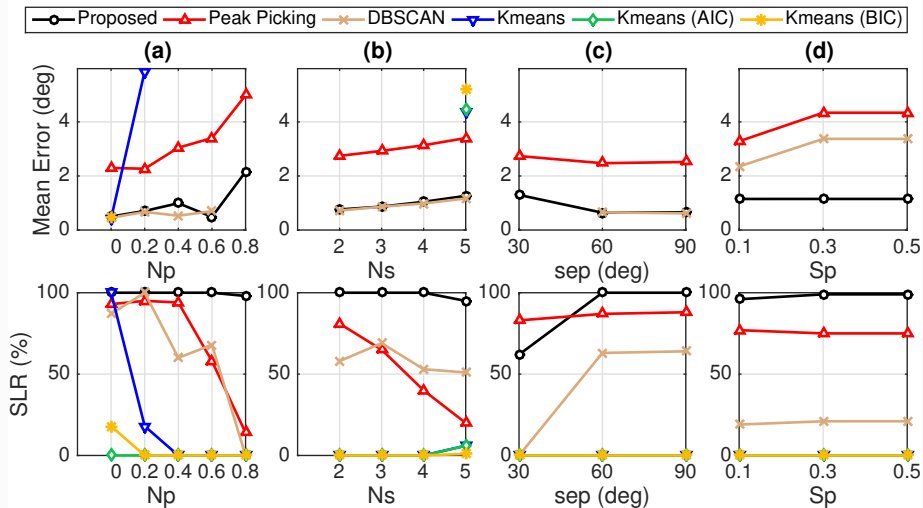 Proposed Peak Picking DBSCAN Kmeans Kmeans (AIC) Kmeans (BIC)
(a) (b) (c) (d)
Mean Error (deg)
4
2
0
0 0.2 0.4 0.6 0.8
Np
4
2
0
2 3 4 5
Ns
4
2
0
30 60 90
sep (deg)
4
2
0
0.1 0.3 0.5
Sp
SLR (%)
100
50
0
0 0.2 0.4 0.6 0.8
Np
100
50
0
2 3 4 5
Ns
100
50
0
30 60 90
sep (deg)
100
50
0
0.1 0.3 0.5
Sp